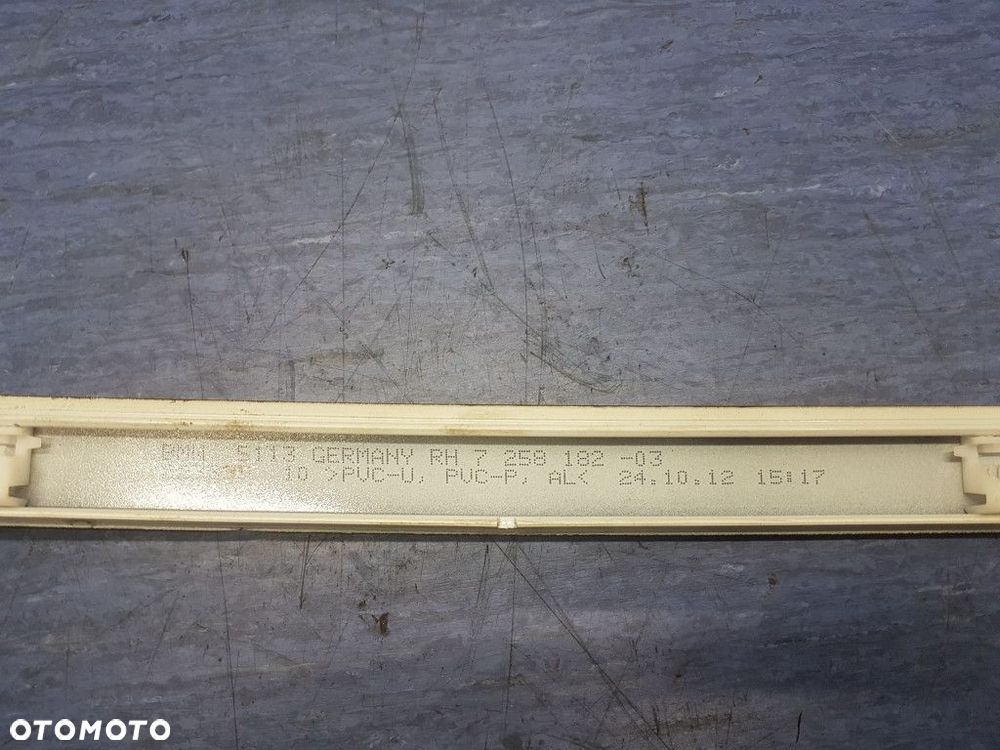 BMW 5113 GERMANY RH 7 258 182 -03
10 >PVC-U, PVC-P, AL< 24.10.12 15:17
OTOMOTO